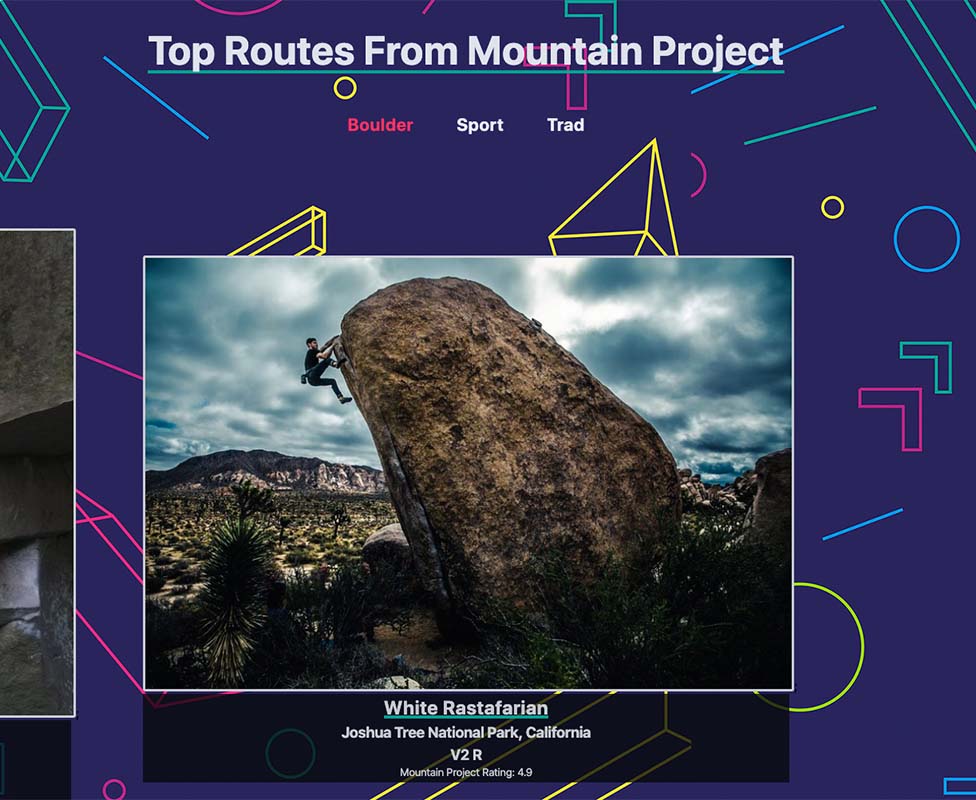 Top Routes From Mountain Project
Boulder Sport Trad
White Rastafarian
Joshua Tree National Park, California
V2 R
Mountain Project Rating: 4.9